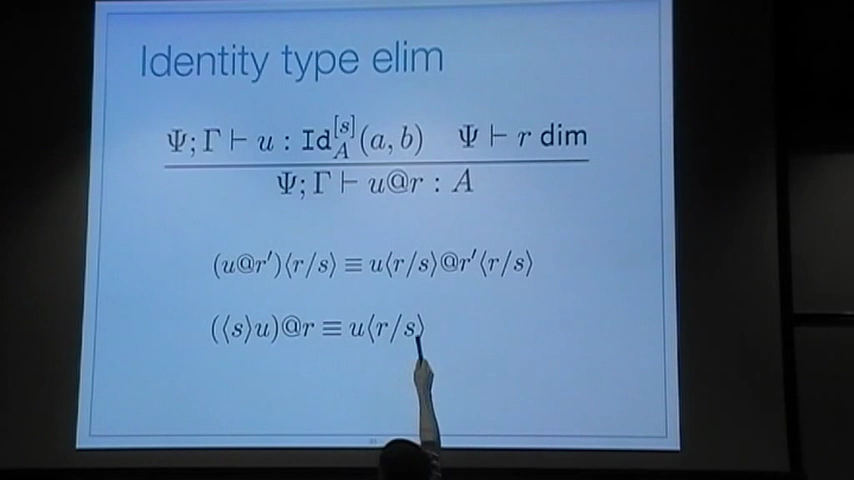 Identity type elim
Ψ; Γ ⊢ u : Id_A^{[s]}(a, b)    Ψ ⊢ r dim
Ψ; Γ ⊢ u@r : A
(u@r′)⟨r/s⟩ ≡ u⟨r/s⟩@r′⟨r/s⟩
(⟨s⟩u)@r ≡ u⟨r/s⟩